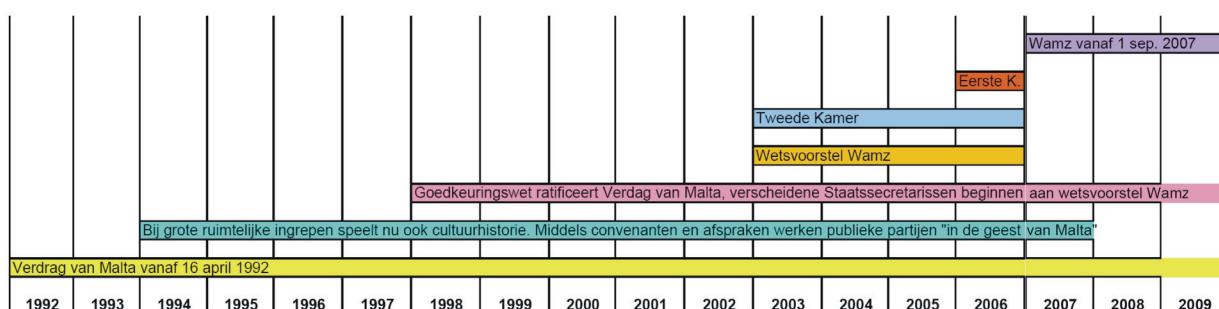 Wamz vanaf 1 sep. 2007
Eerste K.
Tweede Kamer
Wetsvoorstel Wamz
Goedkeuringswet ratificeert Verdag van Malta, verscheidene Staatssecretarissen beginnen aan wetsvoorstel Wamz
Bij grote ruimtelijke ingrepen speelt nu ook cultuurhistorie. Middels convenanten en afspraken werken publieke partijen "in de geest van Malta"
Verdrag van Malta vanaf 16 april 1992
1992 1993 1994 1995 1996 1997 1998 1999 2000 2001 2002 2003 2004 2005 2006 2007 2008 2009